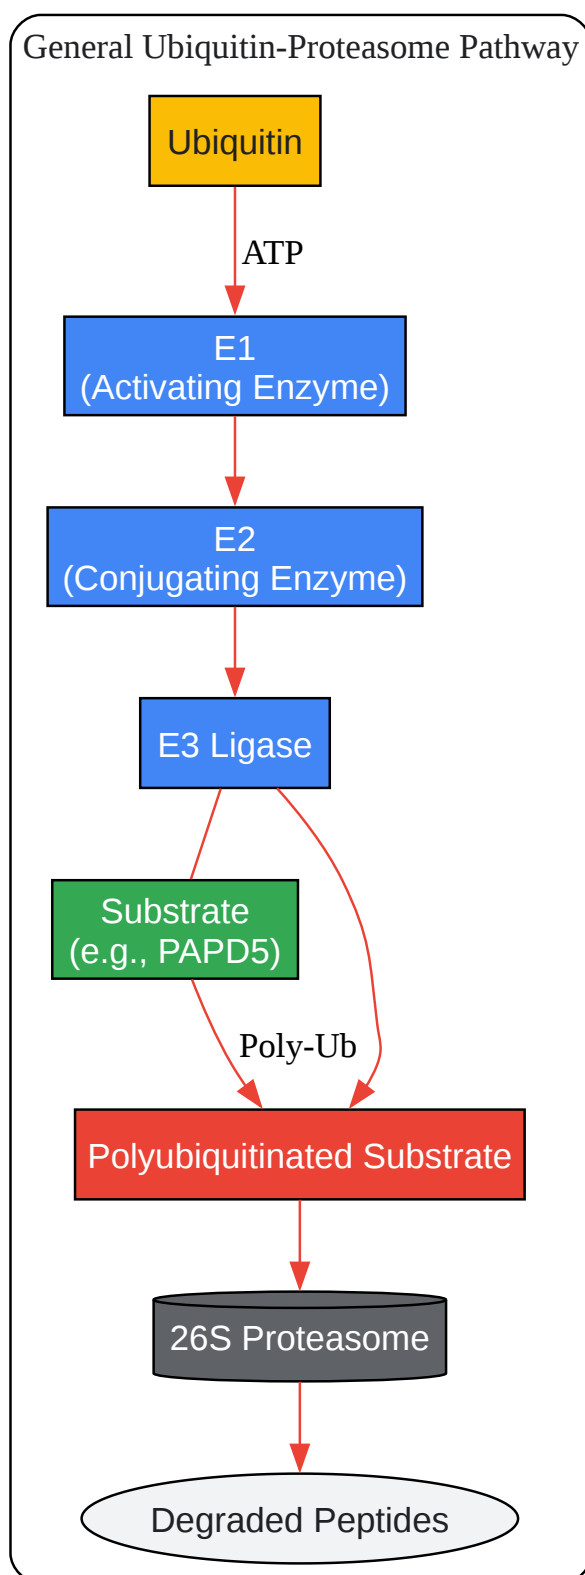 General Ubiquitin-Proteasome Pathway
Ubiquitin
ATP
E1
(Activating Enzyme)
E2
(Conjugating Enzyme)
E3 Ligase
Substrate
(e.g., PAPD5)
Poly-Ub
Polyubiquitinated Substrate
26S Proteasome
Degraded Peptides